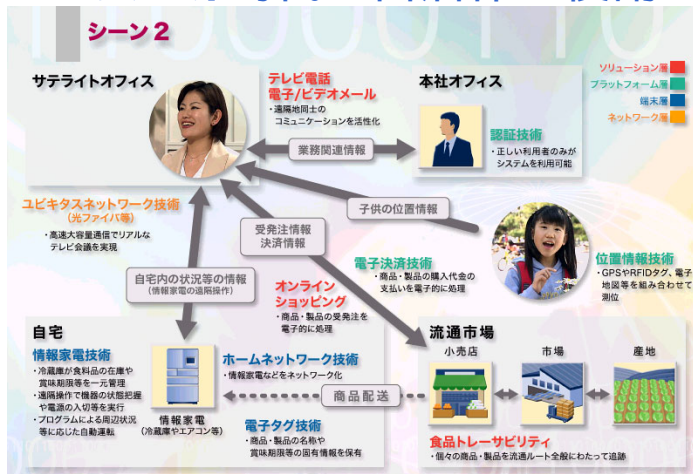 シーン2
ソリューション層
プラットフォーム層
端末層
ネットワーク層
サテライトオフィス
テレビ電話
電子/ビデオメール
・遠隔地同士の
コミュニケーションを活性化
本社オフィス
認証技術
・正しい利用者のみが
システムを利用可能
業務関連情報
ユビキタスネットワーク技術
(光ファイバ等)
・高速大容量通信でリアルな
テレビ会議を実現
受発注情報
決済情報
子供の位置情報
電子決済技術
・商品・製品の購入代金の
支払いを電子的に処理
位置情報技術
・GPSやRFIDタグ、電子
地図等を組み合わせて
測位
自宅内の状況等の情報
(情報家電の遠隔操作)
オンライン
ショッピング
・商品・製品の受発注を
電子的に処理
自宅
情報家電技術
・冷蔵庫が食料品の在庫や
賞味期限等を一元管理
・遠隔操作で機器の状態把握
や電源の入切等を実行
・プログラムによる周辺状況
等に応じた自動運転
情報家電
(冷蔵庫やエアコン等)
ホームネットワーク技術
・情報家電などをネットワーク化
商品配送
電子タグ技術
・商品・製品の名称や
賞味期限等の固有情報を保有
流通市場
小売店
市場
産地
食品トレーサビリティ
・個々の商品・製品を流通ルート全般にわたって追跡